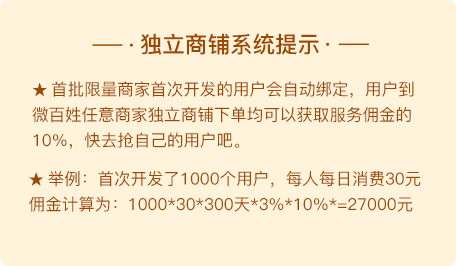 —— · 独立商铺系统提示 · ——
★ 首批限量商家首次开发的用户会自动绑定，用户到
微百姓任意商家独立商铺下单均可以获取服务佣金的
10%，快去抢自己的用户吧。
★ 举例：首次开发了1000个用户，每人每日消费30元
佣金计算为：1000*30*300天*3%*10%*=27000元